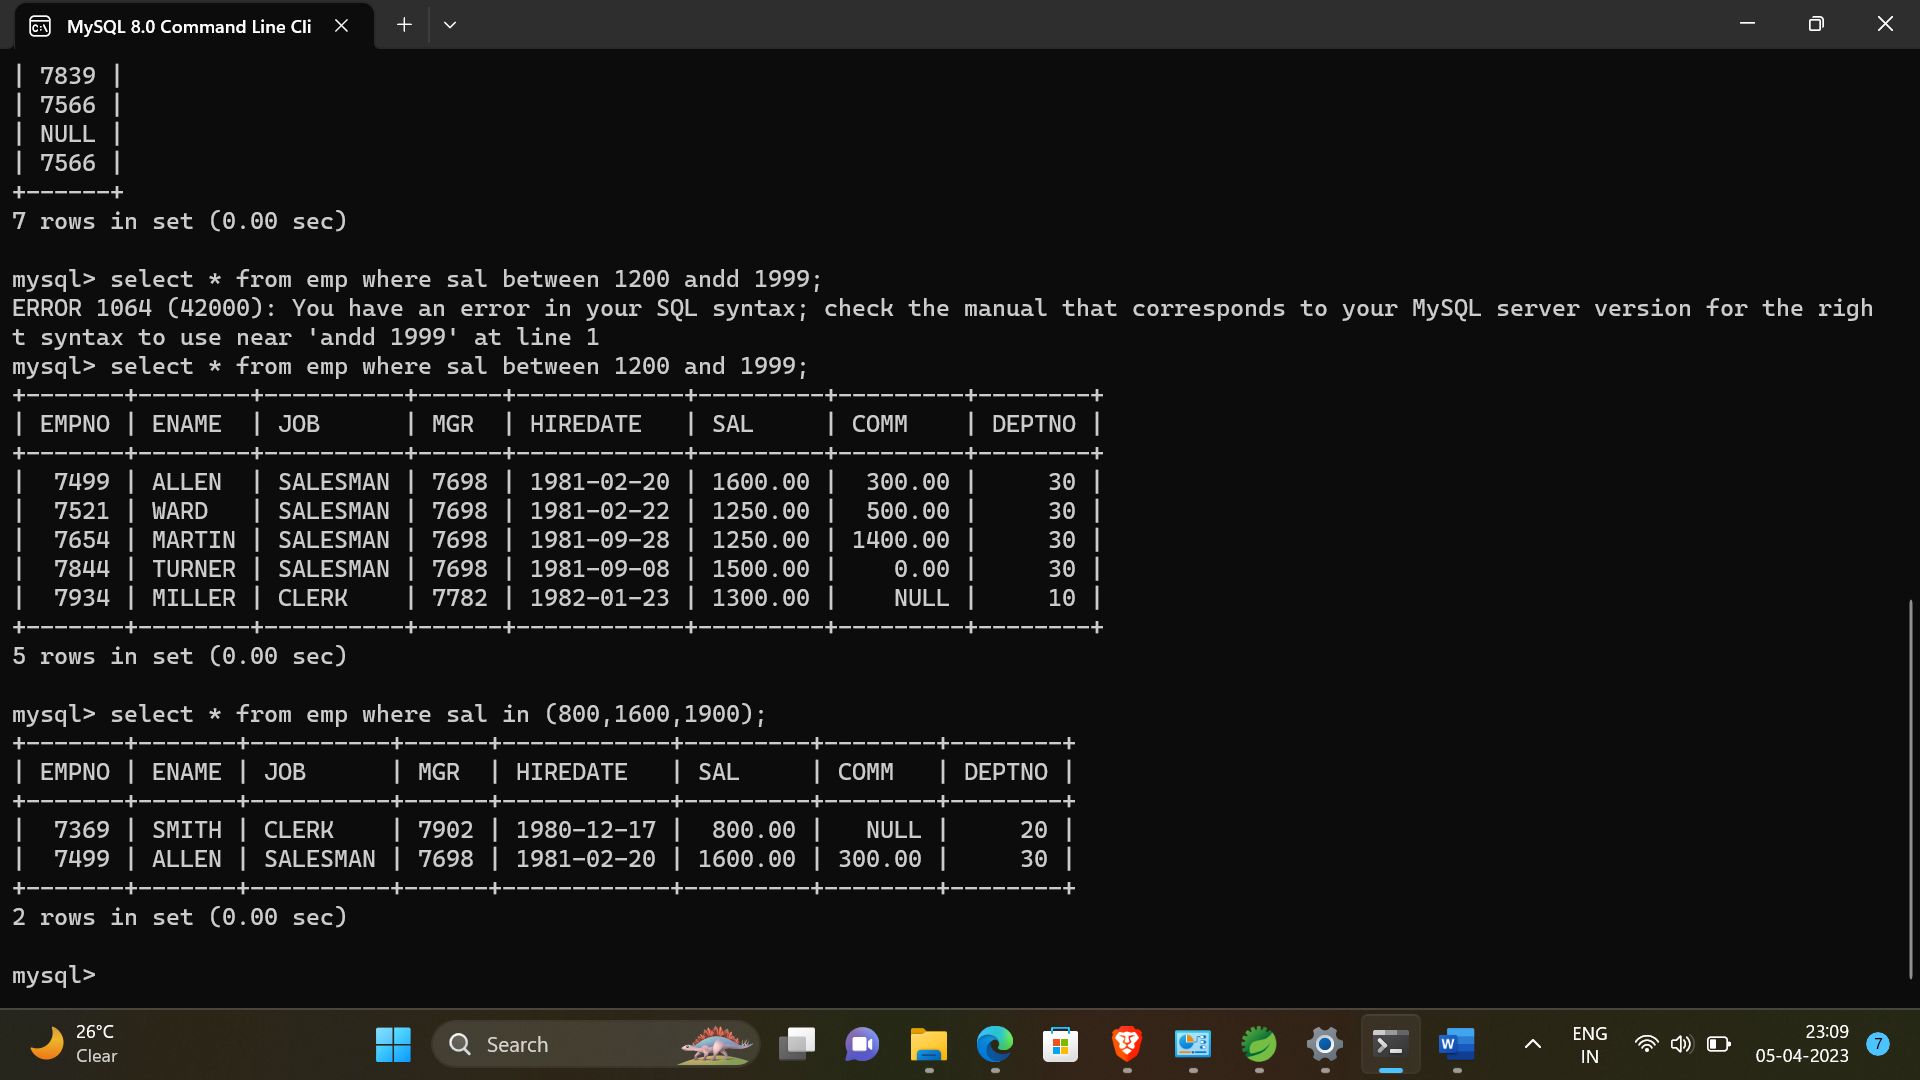 MySQL 8.0 Command Line Cli
| 7839 |
| 7566 |
| NULL |
| 7566 |
+------+
7 rows in set (0.00 sec)
mysql> select * from emp where sal between 1200 andd 1999;
ERROR 1064 (42000): You have an error in your SQL syntax; check the manual that corresponds to your MySQL server version for the righ
t syntax to use near 'andd 1999' at line 1
mysql> select * from emp where sal between 1200 and 1999;
+-------+--------+----------+------+------------+---------+---------+--------+
| EMPNO | ENAME  | JOB      | MGR  | HIREDATE   | SAL     | COMM    | DEPTNO |
+-------+--------+----------+------+------------+---------+---------+--------+
|  7499 | ALLEN  | SALESMAN | 7698 | 1981-02-20 | 1600.00 |  300.00 |     30 |
|  7521 | WARD   | SALESMAN | 7698 | 1981-02-22 | 1250.00 |  500.00 |     30 |
|  7654 | MARTIN | SALESMAN | 7698 | 1981-09-28 | 1250.00 | 1400.00 |     30 |
|  7844 | TURNER | SALESMAN | 7698 | 1981-09-08 | 1500.00 |    0.00 |     30 |
|  7934 | MILLER | CLERK    | 7782 | 1982-01-23 | 1300.00 |    NULL |     10 |
+-------+--------+----------+------+------------+---------+---------+--------+
5 rows in set (0.00 sec)
mysql> select * from emp where sal in (800,1600,1900);
+-------+-------+----------+------+------------+---------+--------+--------+
| EMPNO | ENAME | JOB      | MGR  | HIREDATE   | SAL     | COMM   | DEPTNO |
+-------+-------+----------+------+------------+---------+--------+--------+
|  7369 | SMITH | CLERK    | 7902 | 1980-12-17 |  800.00 |   NULL |     20 |
|  7499 | ALLEN | SALESMAN | 7698 | 1981-02-20 | 1600.00 | 300.00 |     30 |
+-------+-------+----------+------+------------+---------+--------+--------+
2 rows in set (0.00 sec)
mysql>
26°C
Clear
Search
ENG
IN
23:09
05-04-2023
7